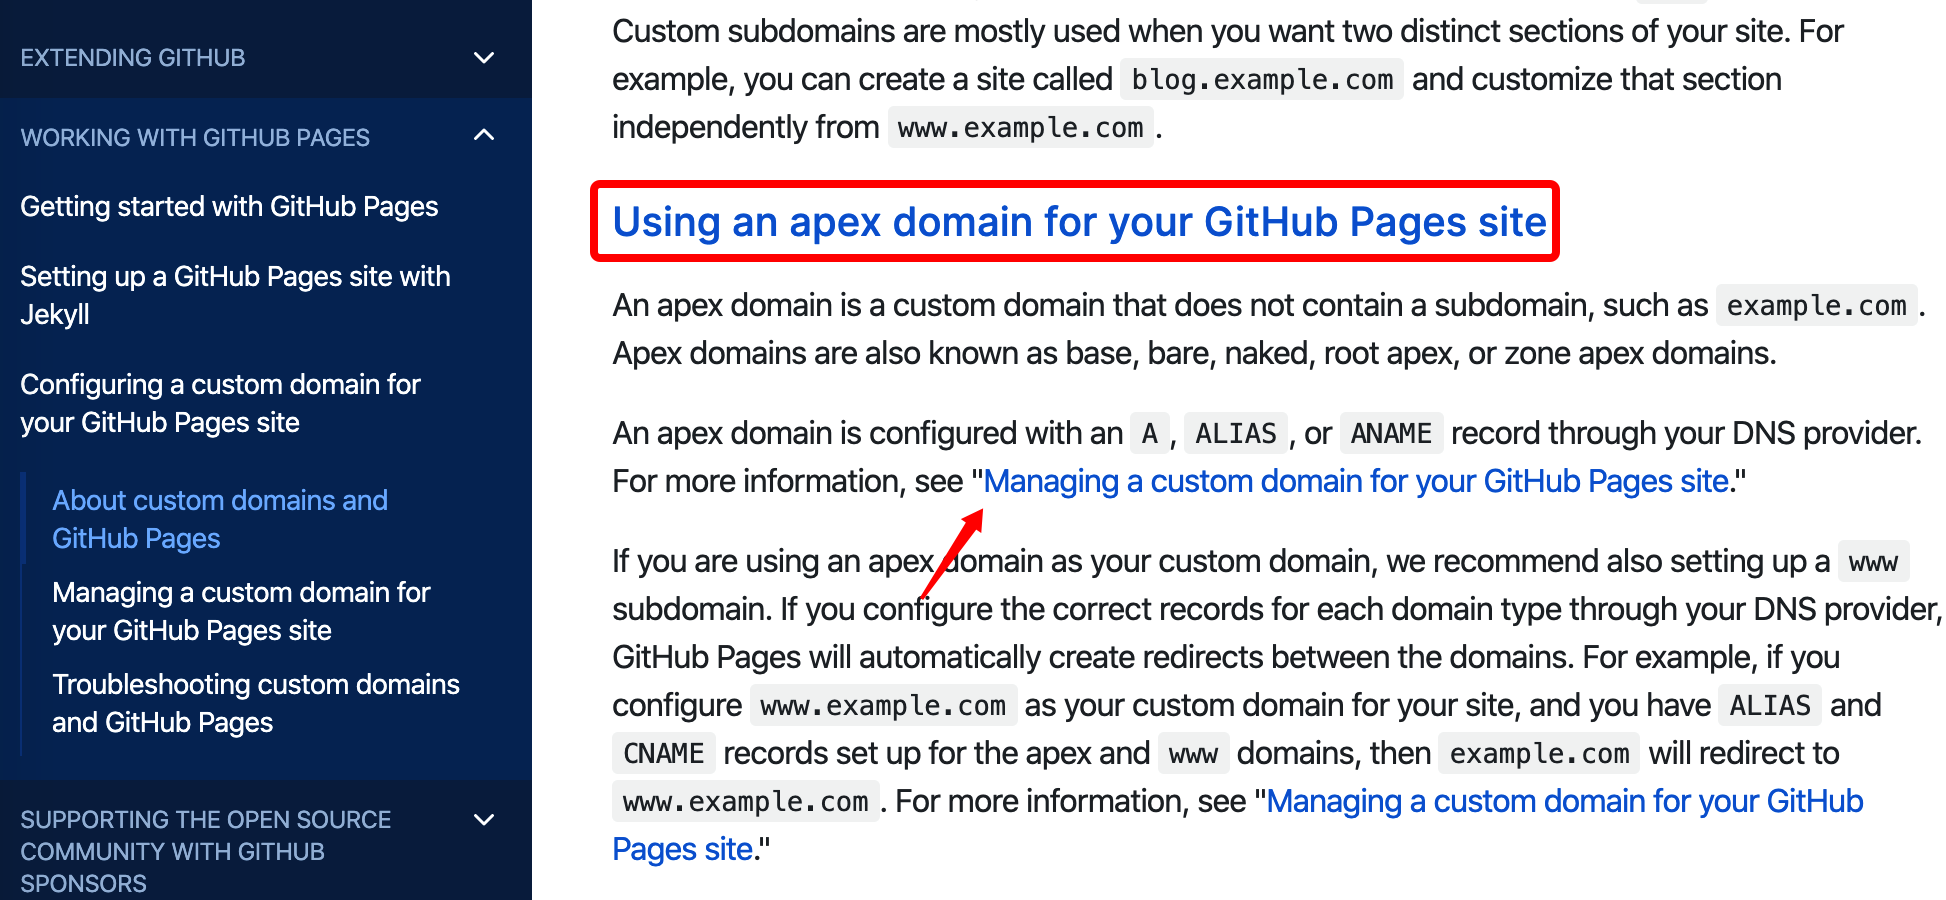 EXTENDING GITHUB
WORKING WITH GITHUB PAGES
Getting started with GitHub Pages
Setting up a GitHub Pages site with
Jekyll
Configuring a custom domain for
your GitHub Pages site
About custom domains and
GitHub Pages
Managing a custom domain for
your GitHub Pages site
Troubleshooting custom domains
and GitHub Pages
SUPPORTING THE OPEN SOURCE
COMMUNITY WITH GITHUB
SPONSORS
Custom subdomains are mostly used when you want two distinct sections of your site. For
example, you can create a site called blog.example.com and customize that section
independently from www.example.com.
Using an apex domain for your GitHub Pages site
An apex domain is a custom domain that does not contain a subdomain, such as example.com.
Apex domains are also known as base, bare, naked, root apex, or zone apex domains.
An apex domain is configured with an A, ALIAS, or ANAME record through your DNS provider.
For more information, see "Managing a custom domain for your GitHub Pages site."
If you are using an apex domain as your custom domain, we recommend also setting up a www
subdomain. If you configure the correct records for each domain type through your DNS provider,
GitHub Pages will automatically create redirects between the domains. For example, if you
configure www.example.com as your custom domain for your site, and you have ALIAS and
CNAME records set up for the apex and www domains, then example.com will redirect to
www.example.com. For more information, see "Managing a custom domain for your GitHub
Pages site."